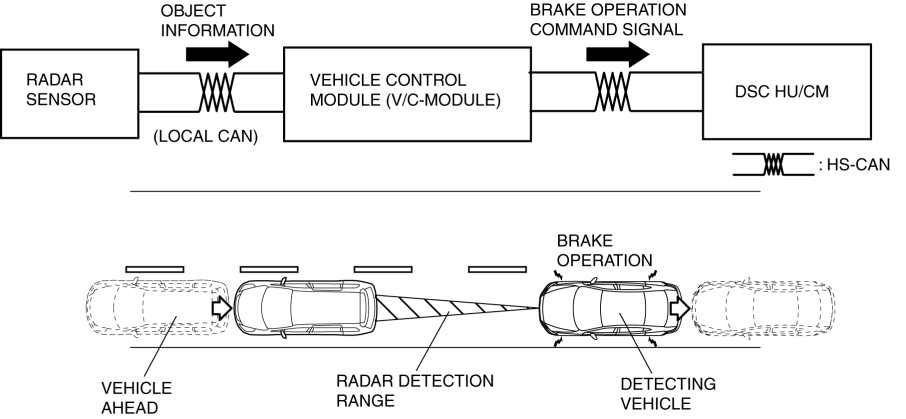 OBJECT
INFORMATION
BRAKE OPERATION
COMMAND SIGNAL
RADAR
SENSOR
VEHICLE CONTROL
MODULE (V/C-MODULE)
DSC HU/CM
(LOCAL CAN)
: HS-CAN
BRAKE
OPERATION
VEHICLE
AHEAD
RADAR DETECTION
RANGE
DETECTING
VEHICLE